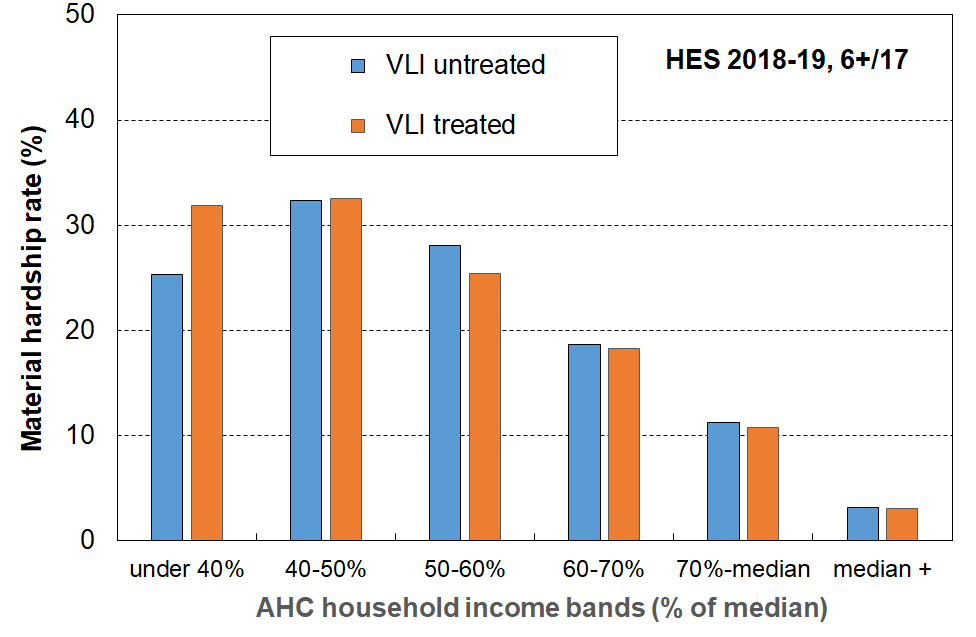 50
40
30
20
10
0
Material hardship rate (%)
VLI untreated
VLI treated
HES 2018-19, 6+/17
under 40%
40-50%
50-60%
60-70%
70%-median
median +
AHC household income bands (% of median)